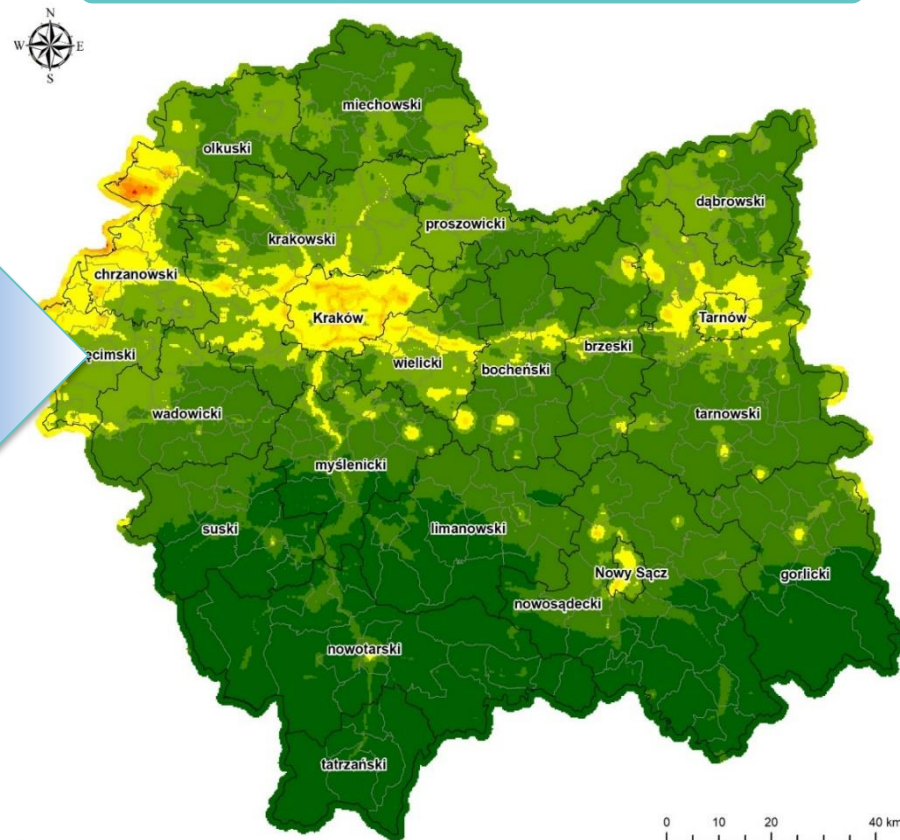 N
W E
S
miechowski
olkuski
dąbrowski
proszowicki
krakowski
chrzanowski
Kraków
Tarnów
brzeski
ęcimski
wielicki
bocheński
wadowicki
tarnowski
myślenicki
suski
limanowski
Nowy Sącz
gorlicki
nowosądecki
nowotarski
tatrzański
0 10 20 40 km